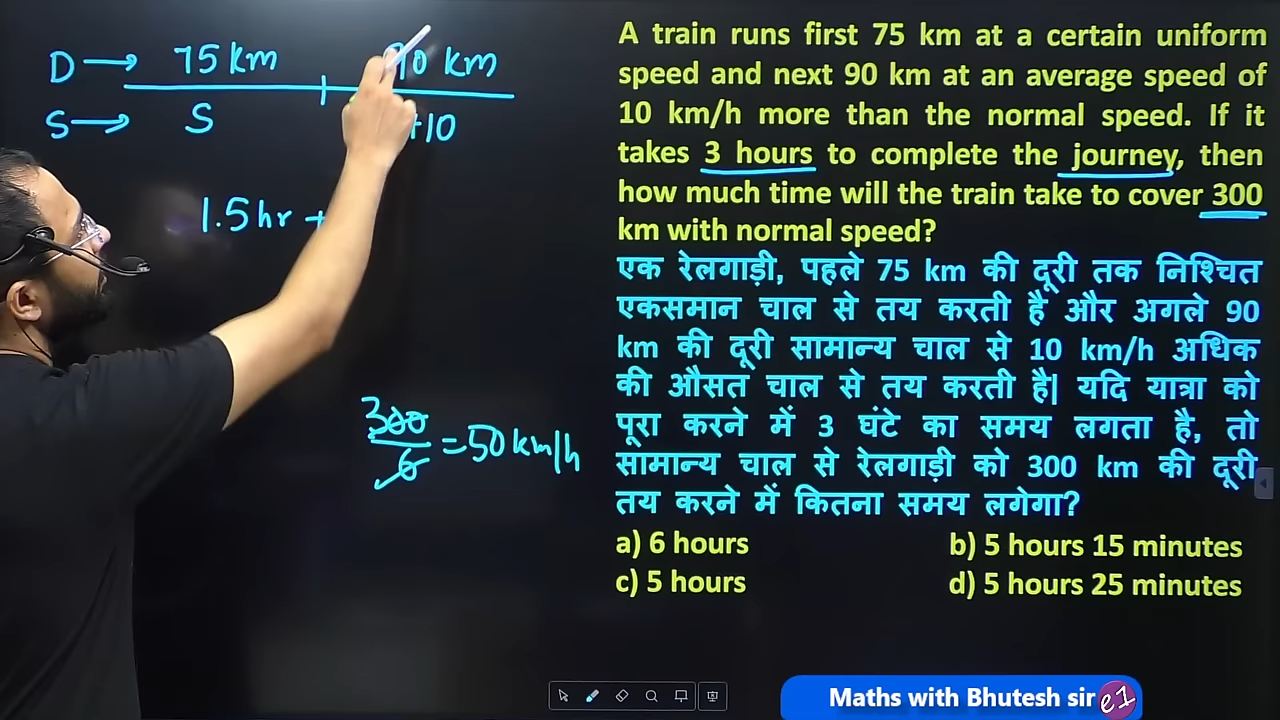 D → 75 km 90 km
S → S +10
1.5 hr +
300/6 = 50 km/h
A train runs first 75 km at a certain uniform
speed and next 90 km at an average speed of
10 km/h more than the normal speed. If it
takes 3 hours to complete the journey, then
how much time will the train take to cover 300
km with normal speed?
एक रेलगाड़ी, पहले 75 km की दूरी तक निश्चित
एकसमान चाल से तय करती है और अगले 90
km की दूरी सामान्य चाल से 10 km/h अधिक
की औसत चाल से तय करती है| यदि यात्रा को
पूरा करने में 3 घंटे का समय लगता है, तो
सामान्य चाल से रेलगाड़ी को 300 km की दूरी
तय करने में कितना समय लगेगा?
a) 6 hours b) 5 hours 15 minutes
c) 5 hours d) 5 hours 25 minutes
Maths with Bhutesh sir e1